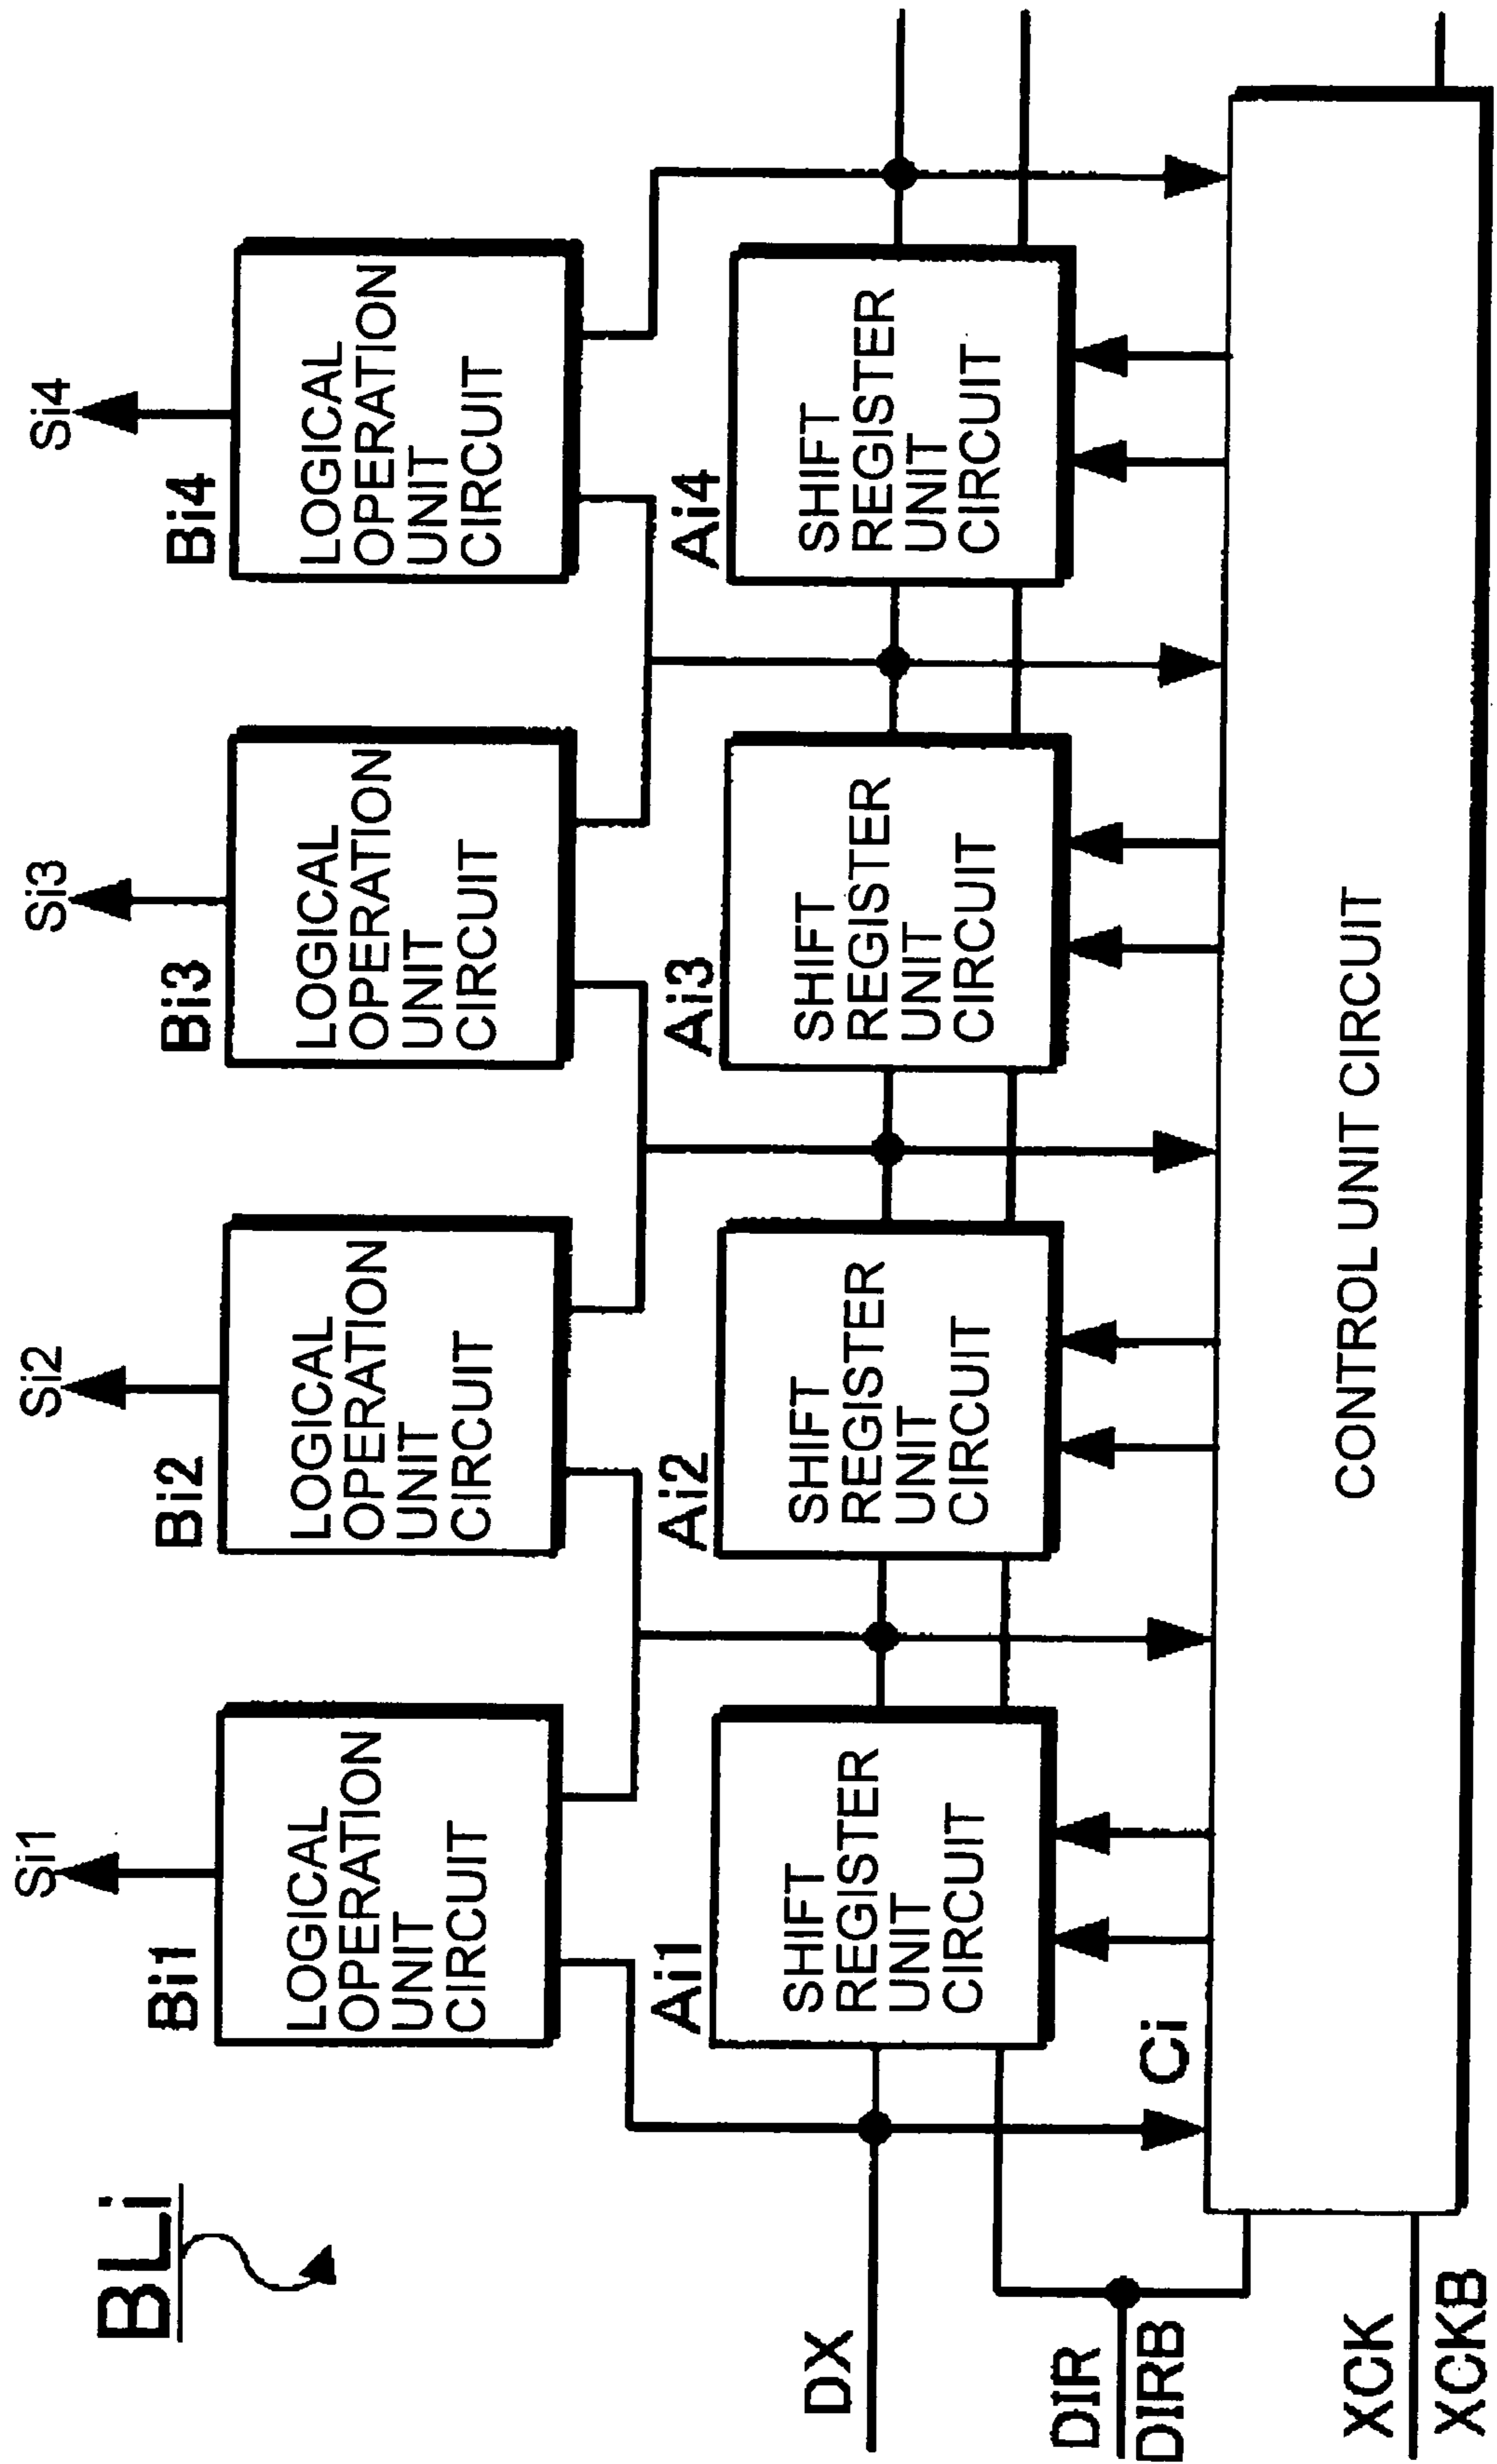 BLi
Si1
Si2
Si3
Si4
Bi1
LOGICAL
OPERATION
UNIT
CIRCUIT
Bi2
LOGICAL
OPERATION
UNIT
CIRCUIT
Bi3
LOGICAL
OPERATION
UNIT
CIRCUIT
Bi4
LOGICAL
OPERATION
UNIT
CIRCUIT
Ai1
SHIFT
REGISTER
UNIT
CIRCUIT
Ai2
SHIFT
REGISTER
UNIT
CIRCUIT
Ai3
SHIFT
REGISTER
UNIT
CIRCUIT
Ai4
SHIFT
REGISTER
UNIT
CIRCUIT
DX
DIR
DIRB
Ci
CONTROL UNIT CIRCUIT
XCK
XCKB